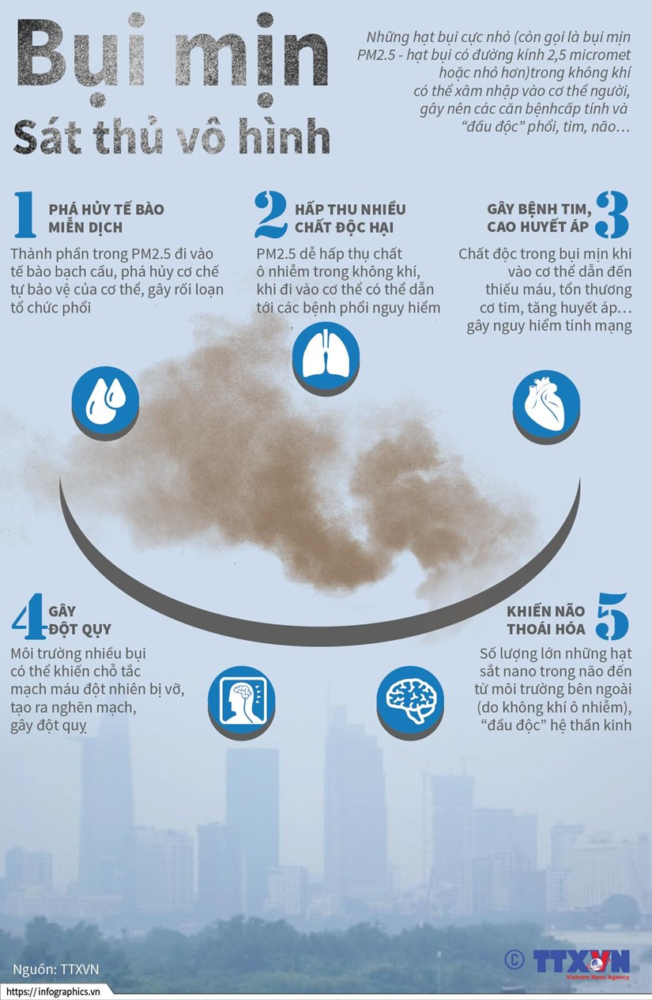 Bụi mịn
Sát thủ vô hình
Những hạt bụi cực nhỏ (còn gọi là bụi mịn
PM2.5 - hạt bụi có đường kính 2,5 micromet
hoặc nhỏ hơn)trong không khí
có thể xâm nhập vào cơ thể người,
gây nên các căn bệnhcấp tính và
“đầu độc” phổi, tim, não...
1 PHÁ HỦY TẾ BÀO
MIỄN DỊCH
Thành phần trong PM2.5 đi vào
tế bào bạch cầu, phá hủy cơ chế
tự bảo vệ của cơ thể, gây rối loạn
tổ chức phổi
2 HẤP THU NHIỀU
CHẤT ĐỘC HẠI
PM2.5 dễ hấp thụ chất
ô nhiễm trong không khí,
khi đi vào cơ thể có thể dẫn
tới các bệnh phổi nguy hiểm
GÂY BỆNH TIM, 3
CAO HUYẾT ÁP
Chất độc trong bụi mịn khi
vào cơ thể dẫn đến
thiếu máu, tổn thương
cơ tim, tăng huyết áp...
gây nguy hiểm tính mạng
4 GÂY
ĐỘT QUỴ
Môi trường nhiều bụi
có thể khiến chỗ tắc
mạch máu đột nhiên bị vỡ,
tạo ra nghẽn mạch,
gây đột quỵ
KHIẾN NÃO 5
THOÁI HÓA
Số lượng lớn những hạt
sắt nano trong não đến
từ môi trường bên ngoài
(do không khí ô nhiễm),
“đầu độc” hệ thần kinh
Nguồn: TTXVN
© TTXVN
Vietnam News Agency
https://infographics.vn